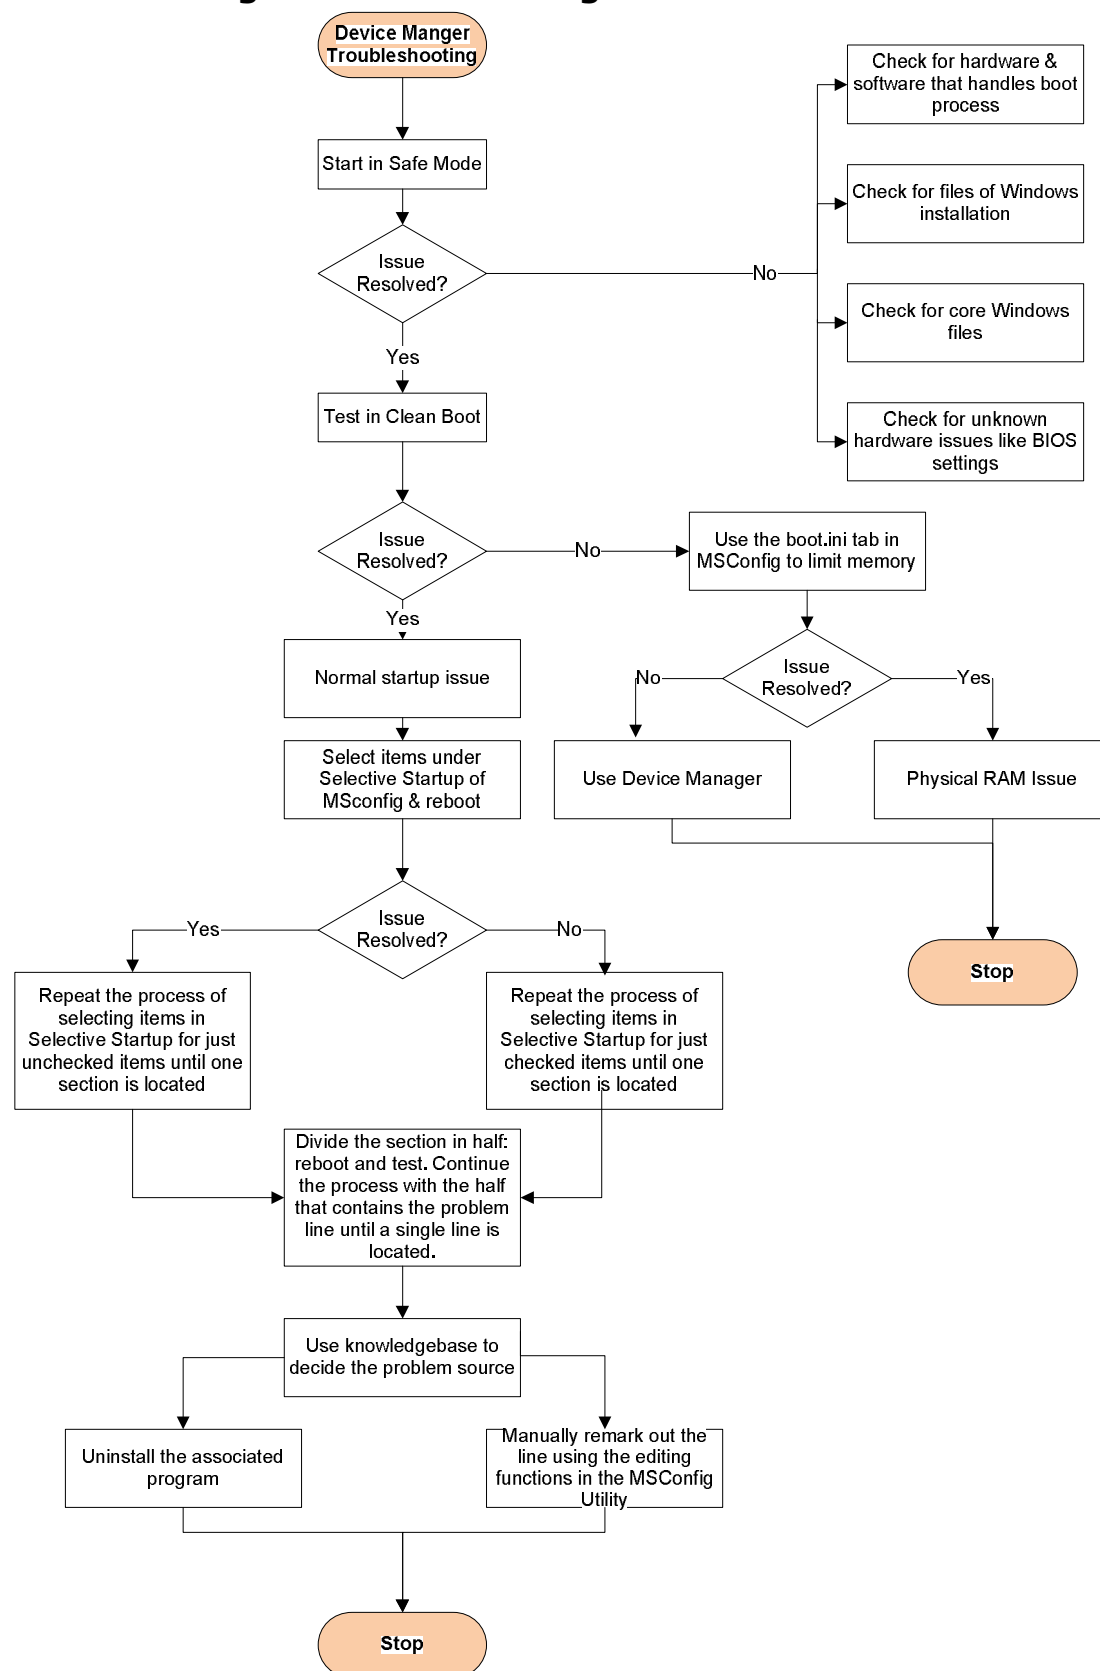 Device Manger
Troubleshooting
Check for hardware &
software that handles boot
process
Start in Safe Mode
Check for files of Windows
installation
Issue
Resolved?
No
Check for core Windows
files
Yes
Test in Clean Boot
Check for unknown
hardware issues like BIOS
settings
Issue
Resolved?
No
Use the boot.ini tab in
MSConfig to limit memory
Yes
Normal startup issue
Issue
Resolved?
No
Yes
Select items under
Selective Startup of
MSconfig & reboot
Use Device Manager
Physical RAM Issue
Issue
Resolved?
Yes
No
Stop
Repeat the process of
selecting items in
Selective Startup for just
unchecked items until one
section is located
Repeat the process of
selecting items in
Selective Startup for just
checked items until one
section is located
Divide the section in half:
reboot and test. Continue
the process with the half
that contains the problem
line until a single line is
located.
Use knowledgebase to
decide the problem source
Uninstall the associated
program
Manually remark out the
line using the editing
functions in the MSConfig
Utility
Stop